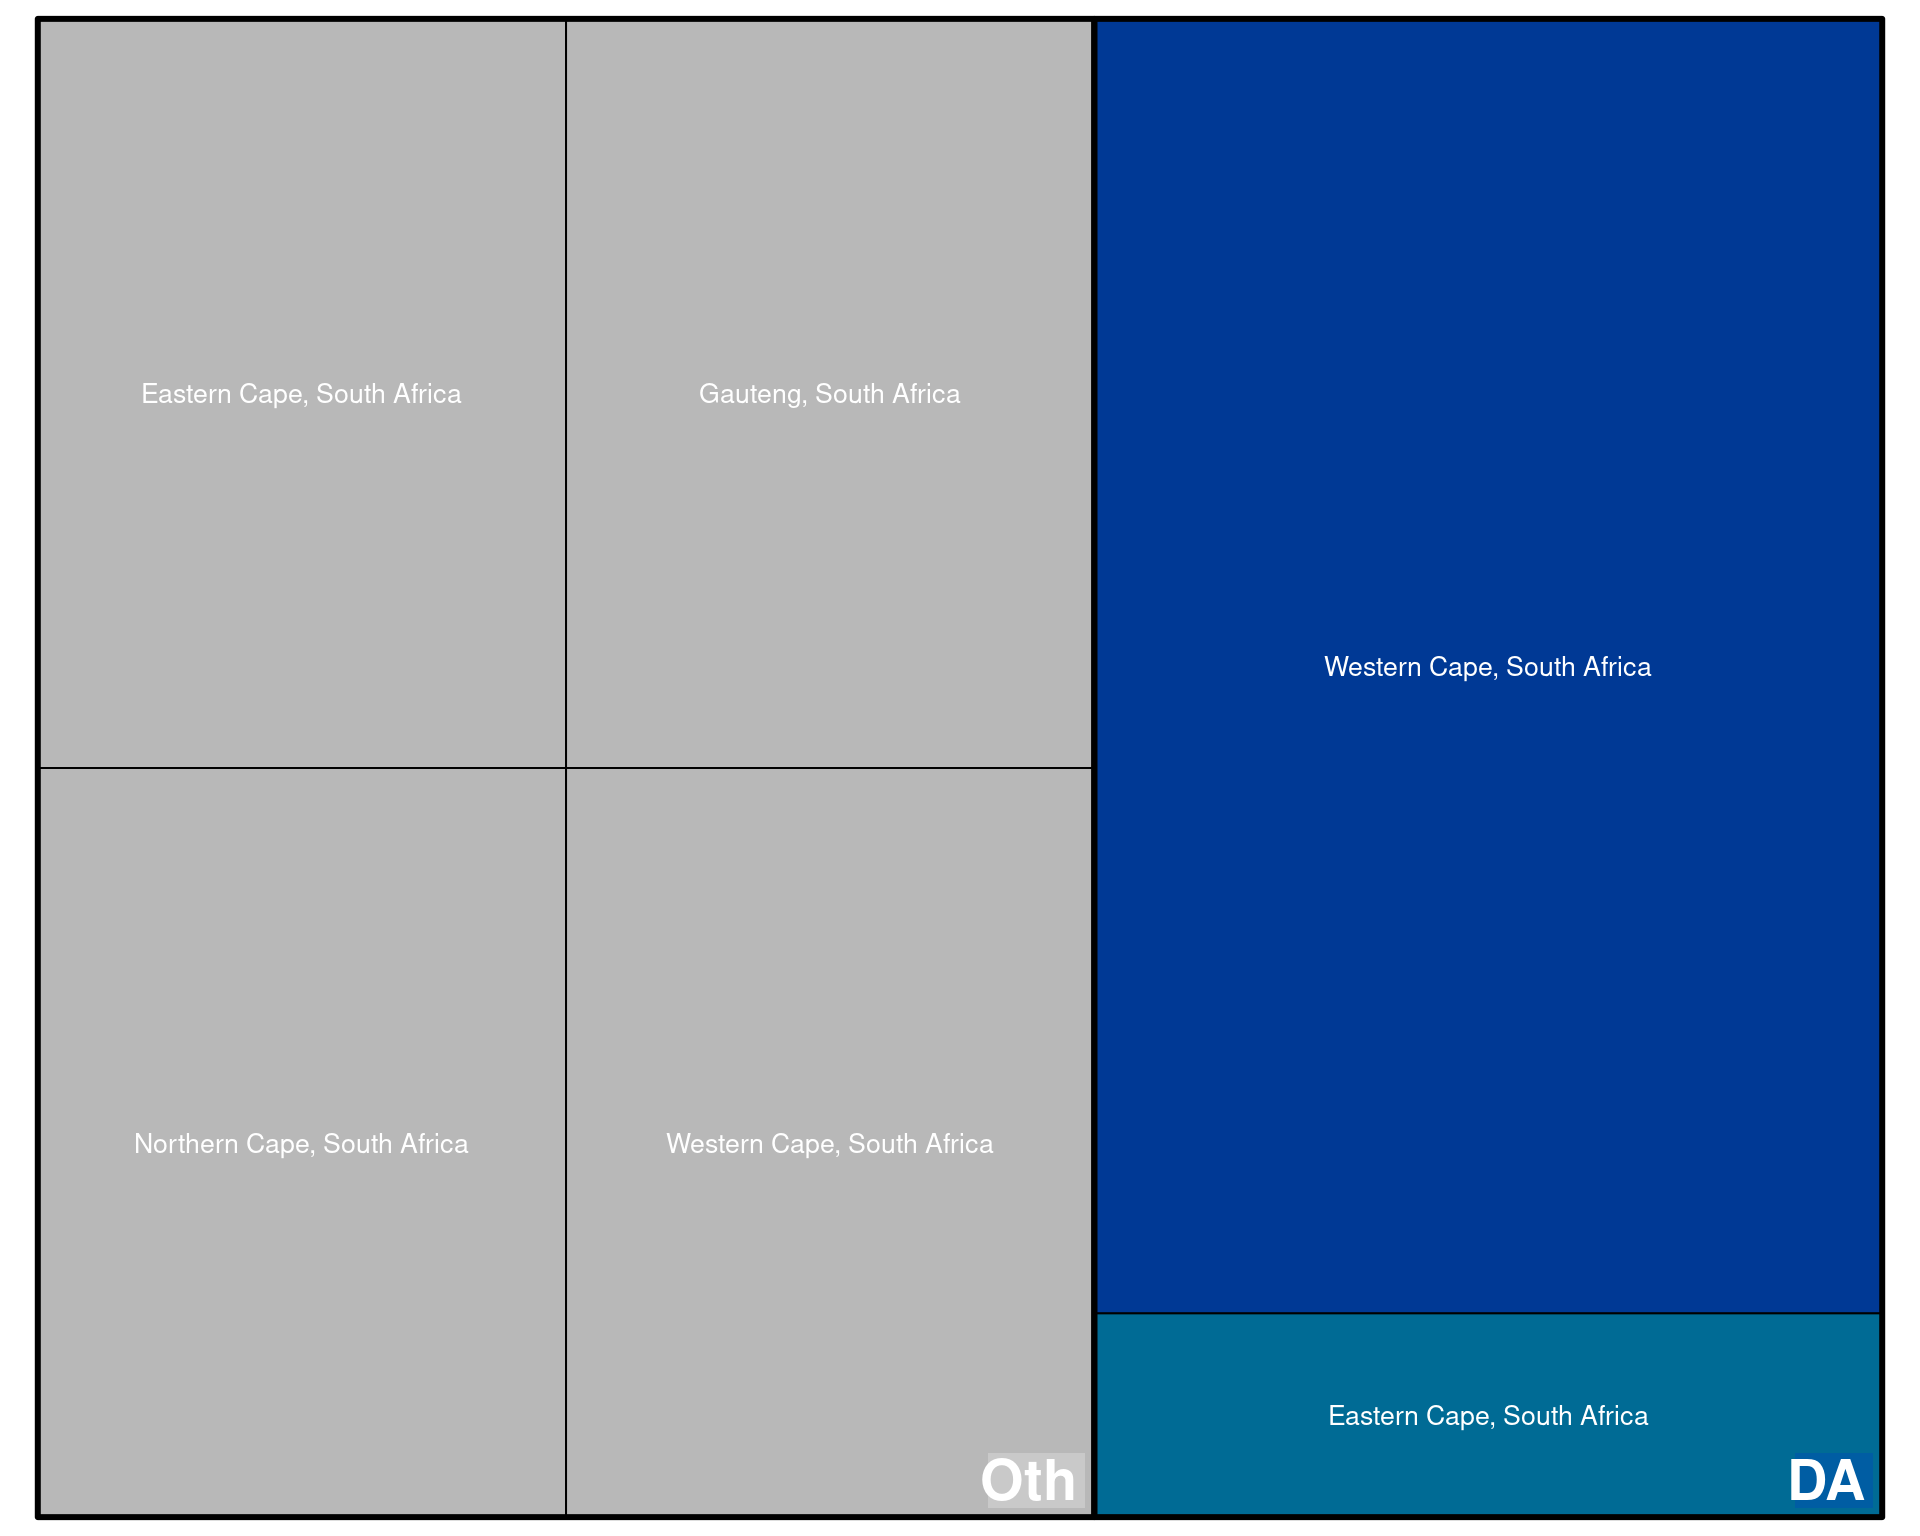 Eastern Cape, South Africa
Gauteng, South Africa
Northern Cape, South Africa
Western Cape, South Africa
Oth
Western Cape, South Africa
Eastern Cape, South Africa
DA